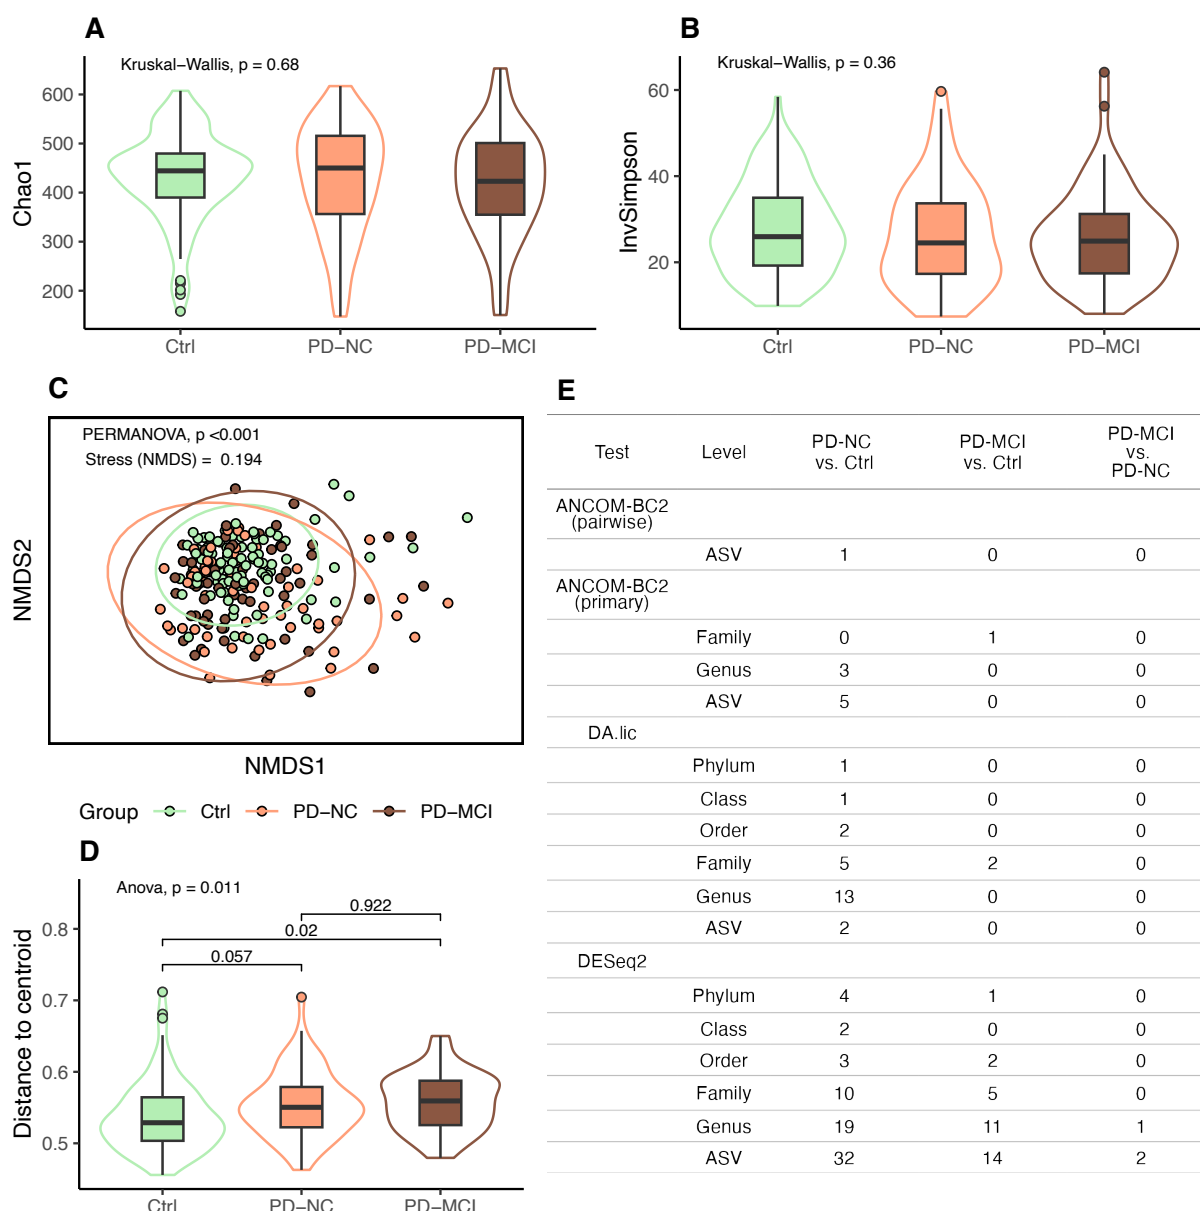 A
Kruskal–Wallis, p = 0.68
Chao1
600
500
400
300
200
Ctrl
PD–NC
PD–MCI
B
Kruskal–Wallis, p = 0.36
InvSimpson
60
40
20
Ctrl
PD–NC
PD–MCI
C
PERMANOVA, p <0.001
Stress (NMDS) = 0.194
NMDS2
NMDS1
Group Ctrl PD–NC PD–MCI
D
Anova, p = 0.011
0.922
0.02
0.057
Distance to centroid
0.8
0.7
0.6
0.5
Ctrl
PD–NC
PD–MCI
E
Test Level PD-NC vs. Ctrl PD-MCI vs. Ctrl PD-MCI vs. PD-NC
ANCOM-BC2
(pairwise)
ASV 1 0 0
ANCOM-BC2
(primary)
Family 0 1 0
Genus 3 0 0
ASV 5 0 0
DA.lic
Phylum 1 0 0
Class 1 0 0
Order 2 0 0
Family 5 2 0
Genus 13 0 0
ASV 2 0 0
DESeq2
Phylum 4 1 0
Class 2 0 0
Order 3 2 0
Family 10 5 0
Genus 19 11 1
ASV 32 14 2